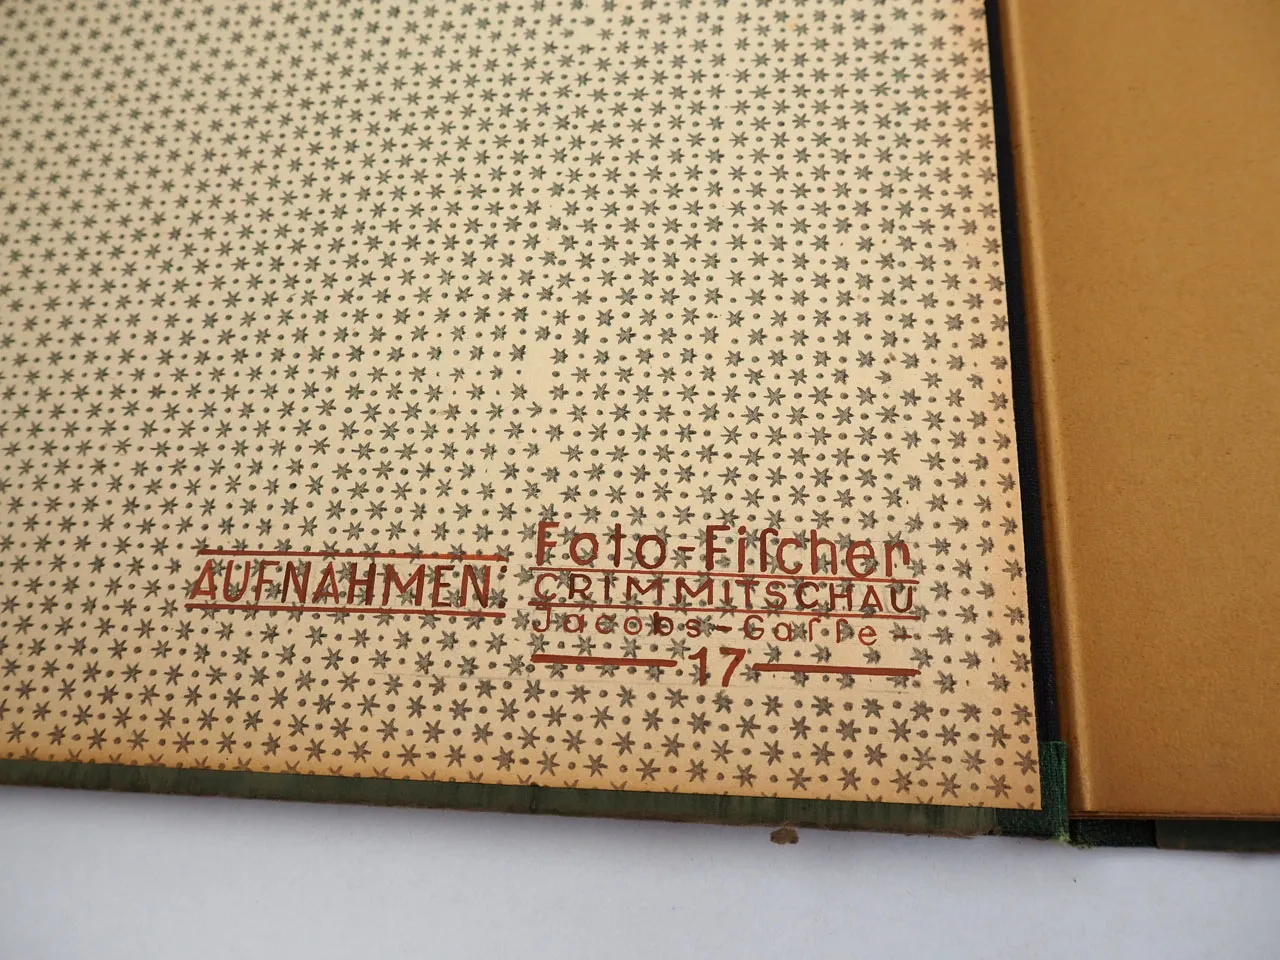 AUFNAHMEN:
Foto-Fiſcher
CRIMMITSCHAU
Jacobs-Gaſſe-
17